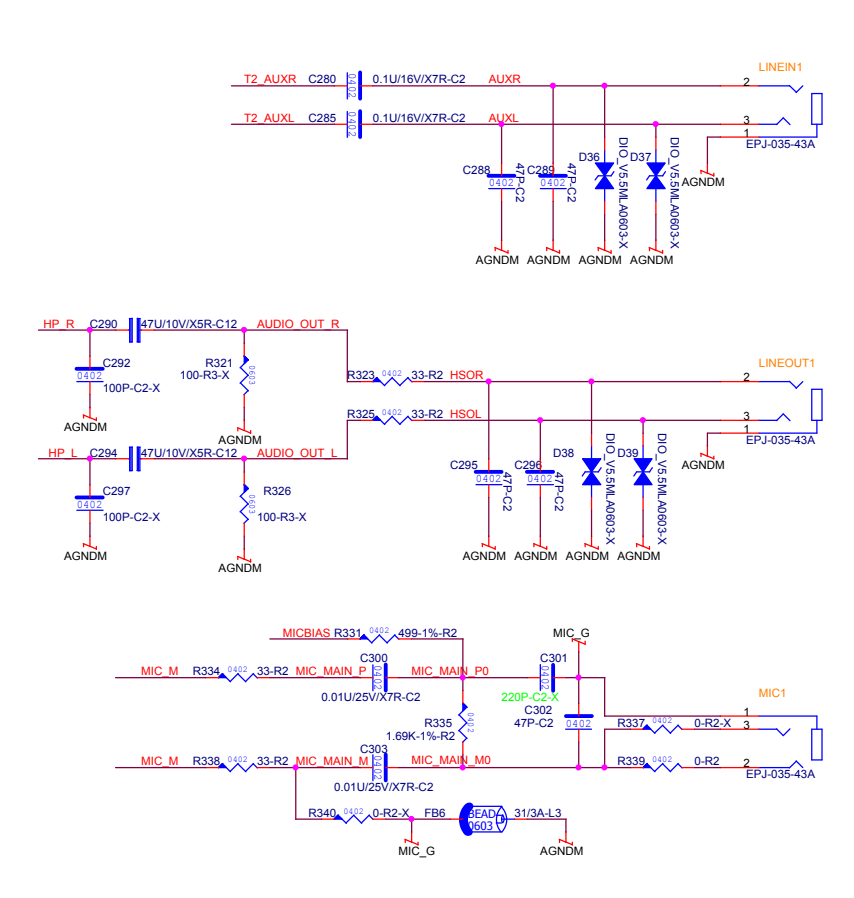 LINEIN1
T2_AUXR C280 0402 0.1U/16V/X7R-C2 AUXR 2
T2_AUXL C285 0402 0.1U/16V/X7R-C2 AUXL 3
1
EPJ-035-43A
C288 0402 47P-C2 C289 0402 47P-C2 D36 DIO_V5.5MLA0603-X D37 DIO_V5.5MLA0603-X AGNDM
AGNDM AGNDM AGNDM AGNDM
HP_R C290 47U/10V/X5R-C12 AUDIO_OUT_R
C292 0402 100P-C2-X
R321 100-R3-X 0603
R323 0402 33-R2 HSOR
LINEOUT1
2
R325 0402 33-R2 HSOL 3
1
EPJ-035-43A
AGNDM AGNDM
HP_L C294 47U/10V/X5R-C12 AUDIO_OUT_L
C295 0402 47P-C2 C296 0402 47P-C2 D38 DIO_V5.5MLA0603-X D39 DIO_V5.5MLA0603-X AGNDM
C297 0402 100P-C2-X
R326 100-R3-X 0603
AGNDM AGNDM AGNDM AGNDM AGNDM AGNDM
MICBIAS R331 0402 499-1%-R2 MIC_G
MIC_M R334 0402 33-R2 MIC_MAIN_P C300 0402 MIC_MAIN_P0 C301 0402
0.01U/25V/X7R-C2 220P-C2-X
MIC1
C302 0402 47P-C2
1
R335 0402 1.69K-1%-R2
R337 0402 0-R2-X 3
MIC_M R338 0402 33-R2 MIC_MAIN_M C303 0402 MIC_MAIN_M0 R339 0402 0-R2 2
0.01U/25V/X7R-C2
EPJ-035-43A
R340 0402 0-R2-X FB6 BEAD 0603 31/3A-L3
MIC_G AGNDM